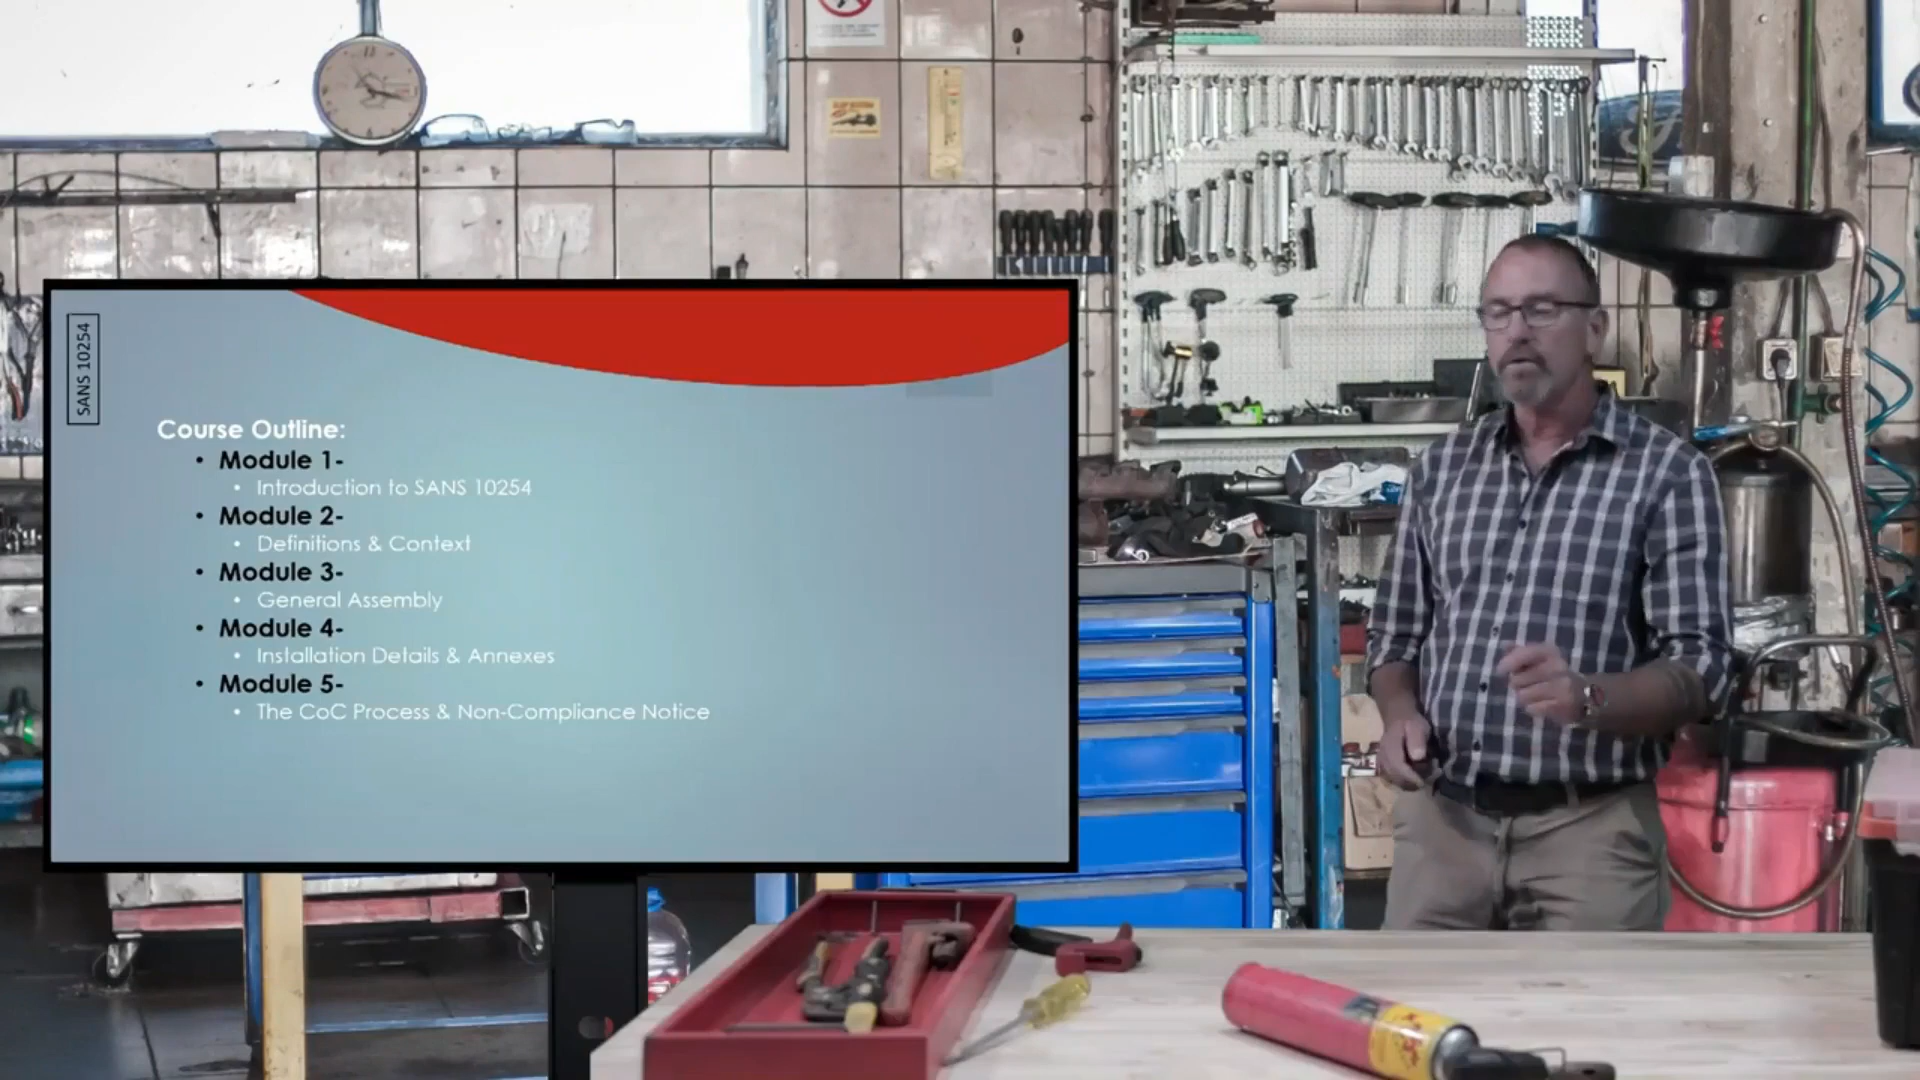 SANS 10254
Course Outline:
• Module 1-
• Introduction to SANS 10254
• Module 2-
• Definitions & Context
• Module 3-
• General Assembly
• Module 4-
• Installation Details & Annexes
• Module 5-
• The CoC Process & Non-Compliance Notice